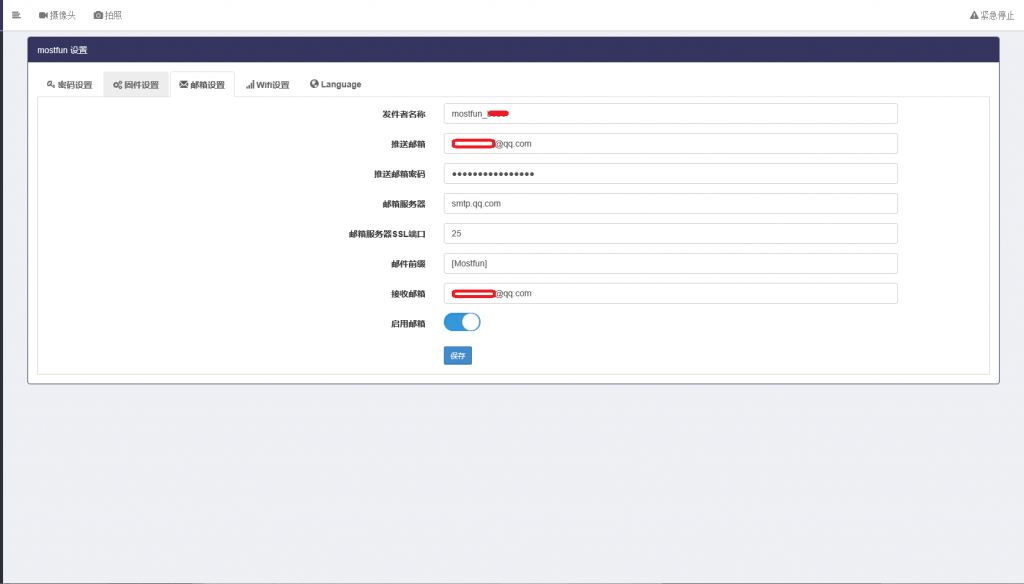 摄像头 拍照 紧急停止
mostfun 设置
密码设置 固件设置 邮箱设置 Wifi设置 Language
发件者名称 mostfun_
推送邮箱 @qq.com
推送邮箱密码 ●●●●●●●●●●●●●●●●
邮箱服务器 smtp.qq.com
邮箱服务器SSL端口 25
邮件前缀 [Mostfun]
接收邮箱 @qq.com
启用邮箱
保存